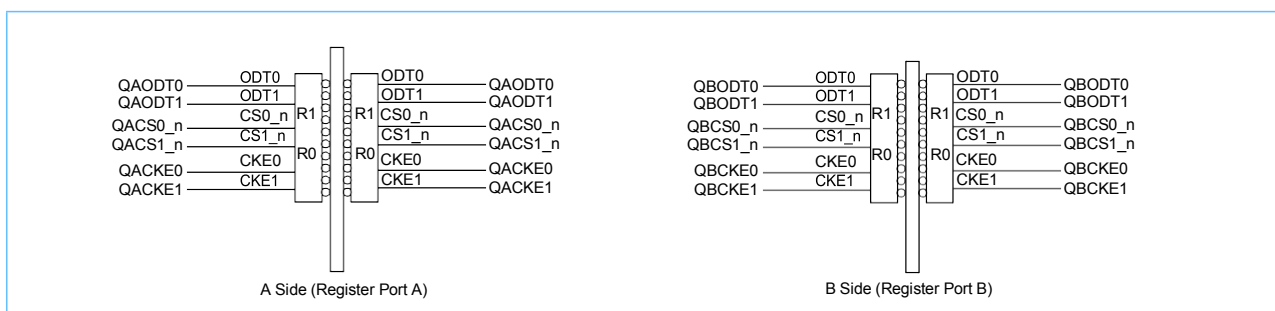 QAODT0 ODT0 ODT0 QAODT0
QAODT1 ODT1 ODT1 QAODT1
R1 R1
QACS0_n CS0_n CS0_n QACS0_n
QACS1_n CS1_n CS1_n QACS1_n
R0 R0
QACKE0 CKE0 CKE0 QACKE0
QACKE1 CKE1 CKE1 QACKE1
A Side (Register Port A)
QBODT0 ODT0 ODT0 QBODT0
QBODT1 ODT1 ODT1 QBODT1
R1 R1
QBCS0_n CS0_n CS0_n QBCS0_n
QBCS1_n CS1_n CS1_n QBCS1_n
R0 R0
QBCKE0 CKE0 CKE0 QBCKE0
QBCKE1 CKE1 CKE1 QBCKE1
B Side (Register Port B)